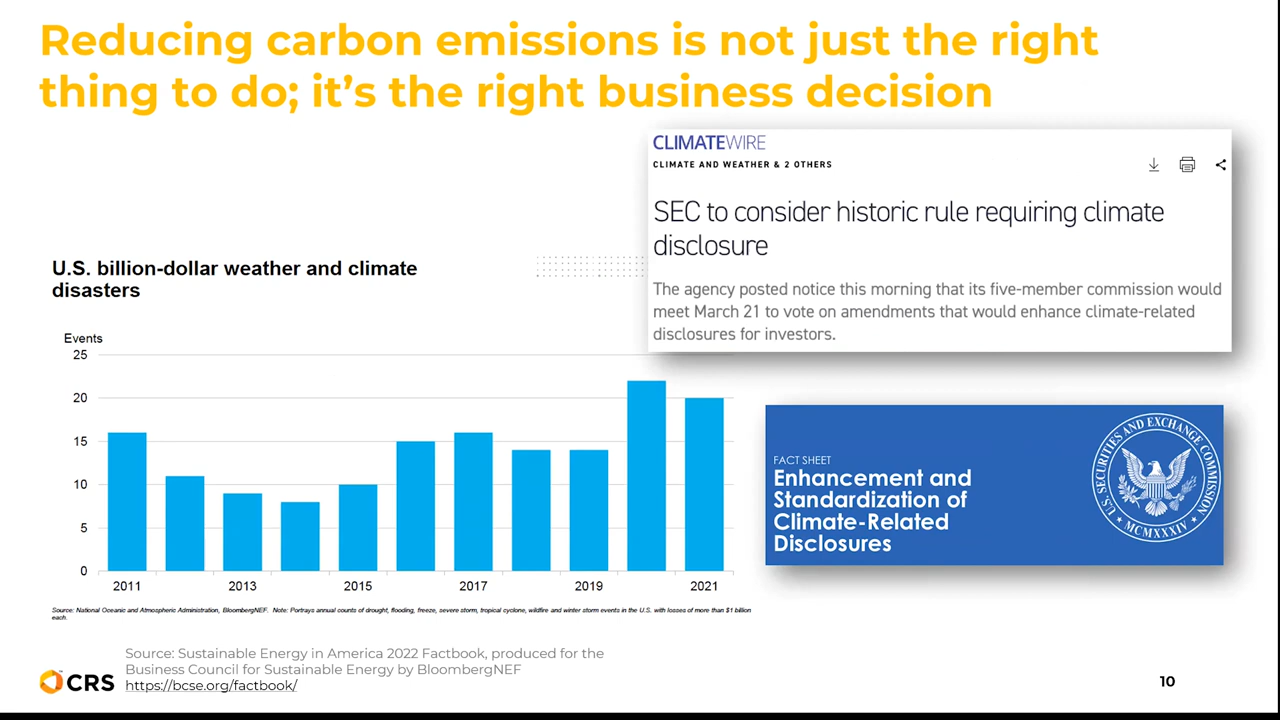 Reducing carbon emissions is not just the right
thing to do; it’s the right business decision
CLIMATEWIRE
CLIMATE AND WEATHER & 2 OTHERS
SEC to consider historic rule requiring climate
disclosure
The agency posted notice this morning that its five-member commission would
meet March 21 to vote on amendments that would enhance climate-related
disclosures for investors.
U.S. billion-dollar weather and climate
disasters
Events
25
20
15
10
5
0
2011 2013 2015 2017 2019 2021
Source: National Oceanic and Atmospheric Administration, BloombergNEF. Note: Portrays annual counts of drought, flooding, freeze, severe storm, tropical cyclone, wildfire and winter storm events in the U.S. with losses of more than $1 billion
each.
FACT SHEET
Enhancement and
Standardization of
Climate-Related
Disclosures
U.S. SECURITIES AND EXCHANGE COMMISSION
MCMXXXIV
Source: Sustainable Energy in America 2022 Factbook, produced for the
Business Council for Sustainable Energy by BloombergNEF
https://bcse.org/factbook/
CRS
10